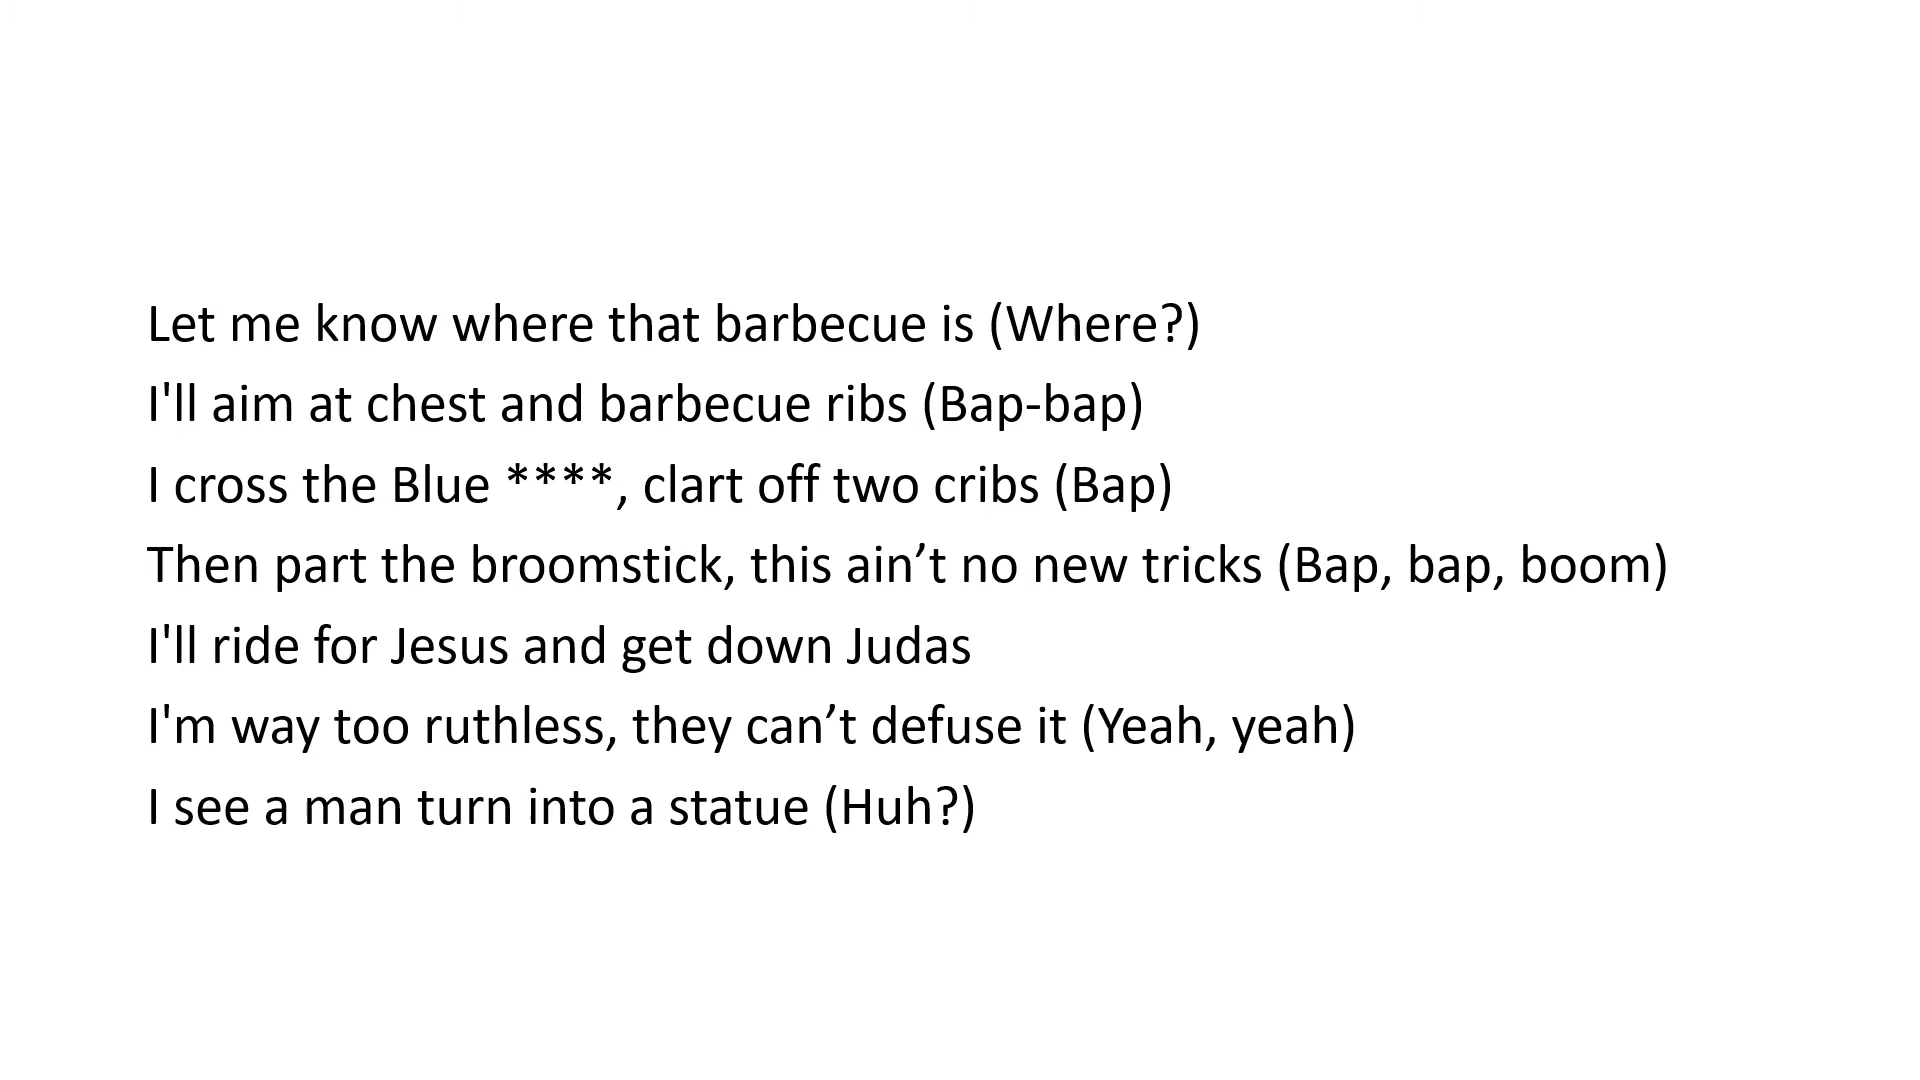 Let me know where that barbecue is (Where?)
I'll aim at chest and barbecue ribs (Bap-bap)
I cross the Blue ****, clart off two cribs (Bap)
Then part the broomstick, this ain’t no new tricks (Bap, bap, boom)
I'll ride for Jesus and get down Judas
I'm way too ruthless, they can’t defuse it (Yeah, yeah)
I see a man turn into a statue (Huh?)